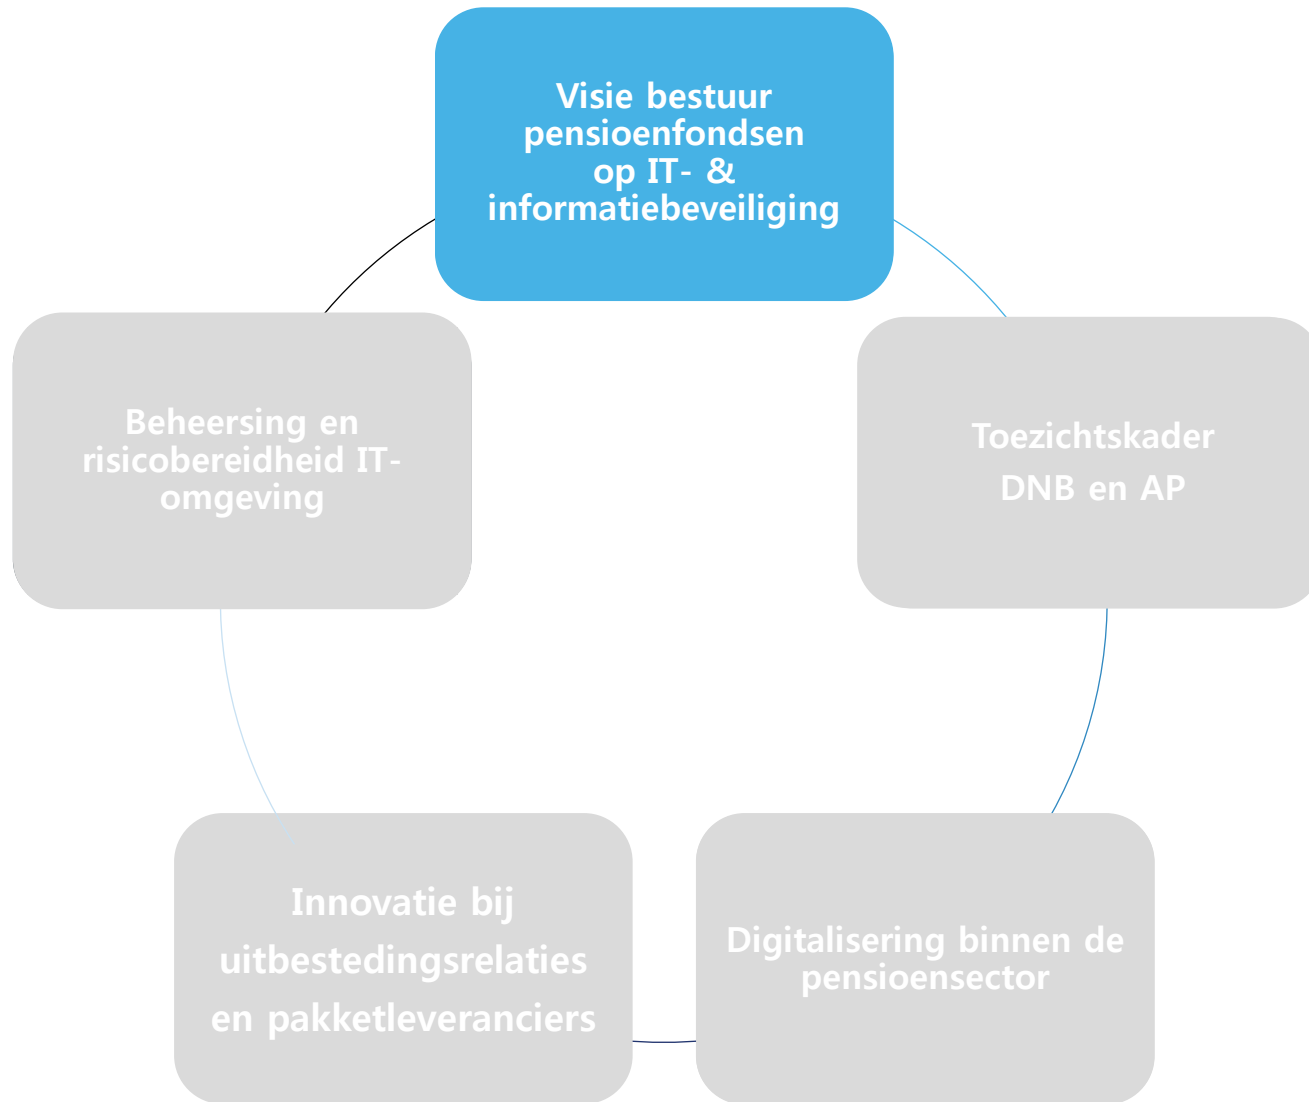 Visie bestuur
pensioenfondsen
op IT- &
informatiebeveiliging
Beheersing en
risicobereidheid IT-
omgeving
Toezichtskader
DNB en AP
Innovatie bij
uitbestedingsrelaties
en pakketleveranciers
Digitalisering binnen de
pensioensector